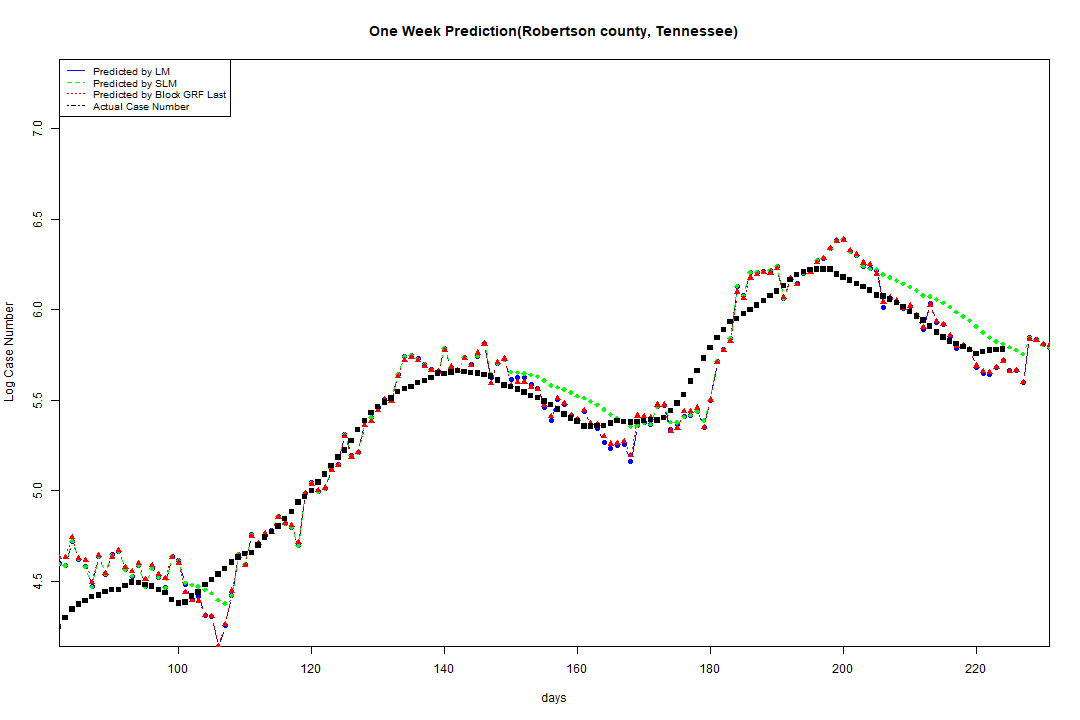 One Week Prediction(Robertson county, Tennessee)
Predicted by LM
Predicted by SLM
Predicted by Block GRF Last
Actual Case Number
7.0
6.5
6.0
5.5
5.0
4.5
Log Case Number
100 120 140 160 180 200 220
days